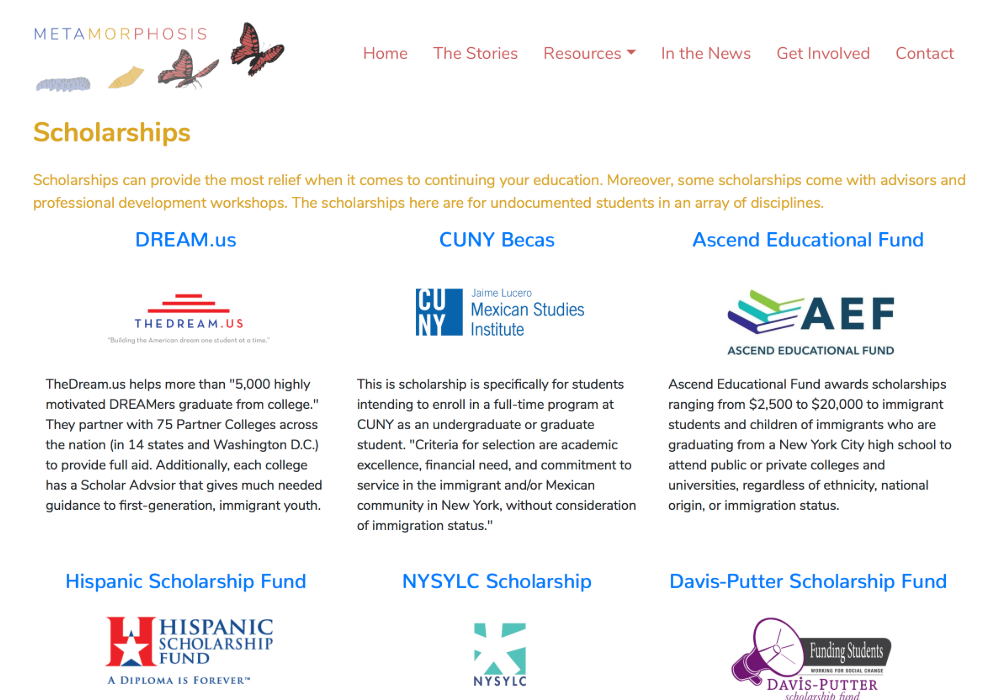 METAMORPHOSIS
Home The Stories Resources In the News Get Involved Contact
Scholarships
Scholarships can provide the most relief when it comes to continuing your education. Moreover, some scholarships come with advisors and
professional development workshops. The scholarships here are for undocumented students in an array of disciplines.
DREAM.us
THEDREAM.US
"Building the American dream one student at a time."
TheDream.us helps more than "5,000 highly
motivated DREAMers graduate from college."
They partner with 75 Partner Colleges across
the nation (in 14 states and Washington D.C.)
to provide full aid. Additionally, each college
has a Scholar Advsior that gives much needed
guidance to first-generation, immigrant youth.
CUNY Becas
CU
NY
Jaime Lucero
Mexican Studies
Institute
This is scholarship is specifically for students
intending to enroll in a full-time program at
CUNY as an undergraduate or graduate
student. "Criteria for selection are academic
excellence, financial need, and commitment to
service in the immigrant and/or Mexican
community in New York, without consideration
of immigration status."
Ascend Educational Fund
AEF
ASCEND EDUCATIONAL FUND
Ascend Educational Fund awards scholarships
ranging from $2,500 to $20,000 to immigrant
students and children of immigrants who are
graduating from a New York City high school to
attend public or private colleges and
universities, regardless of ethnicity, national
origin, or immigration status.
Hispanic Scholarship Fund
HISPANIC
SCHOLARSHIP
FUND
A DIPLOMA IS FOREVER™
NYSYLC Scholarship
NYSYLC
Davis-Putter Scholarship Fund
Funding Students
WORKING FOR SOCIAL CHANGE
DAVIS-PUTTER
scholarship fund